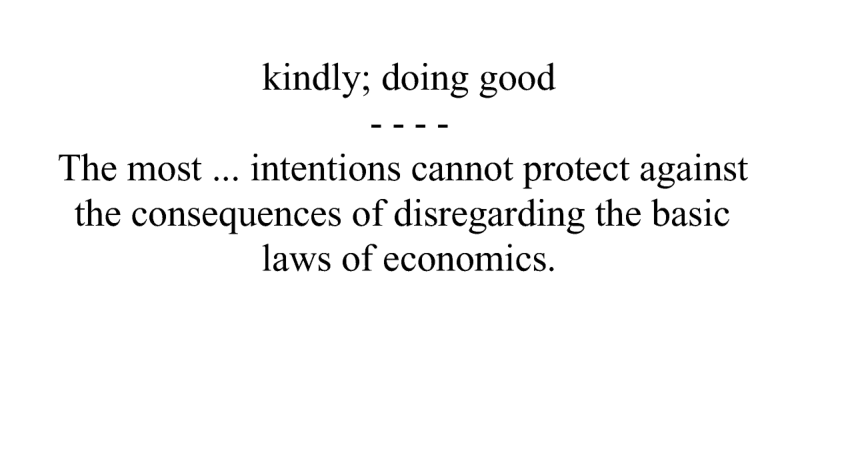 kindly; doing good
- - - -
The most ... intentions cannot protect against
the consequences of disregarding the basic
laws of economics.